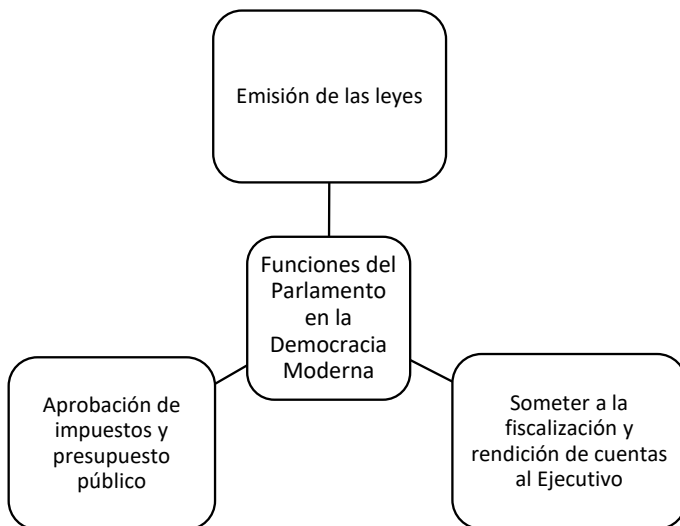 Emisión de las leyes
Funciones del
Parlamento
en la
Democracia
Moderna
Aprobación de
impuestos y
presupuesto
público
Someter a la
fiscalización y
rendición de cuentas
al Ejecutivo